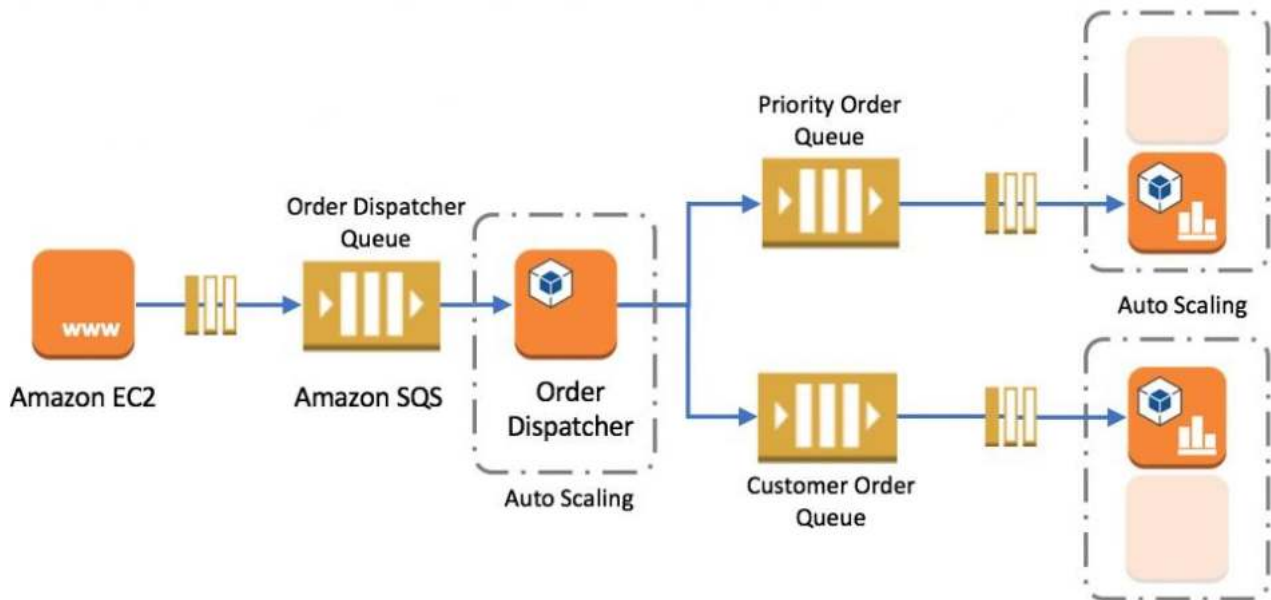 Priority Order
Queue
Order Dispatcher
Queue
www
Auto Scaling
Amazon EC2
Amazon SQS
Order
Dispatcher
Auto Scaling
Customer Order
Queue